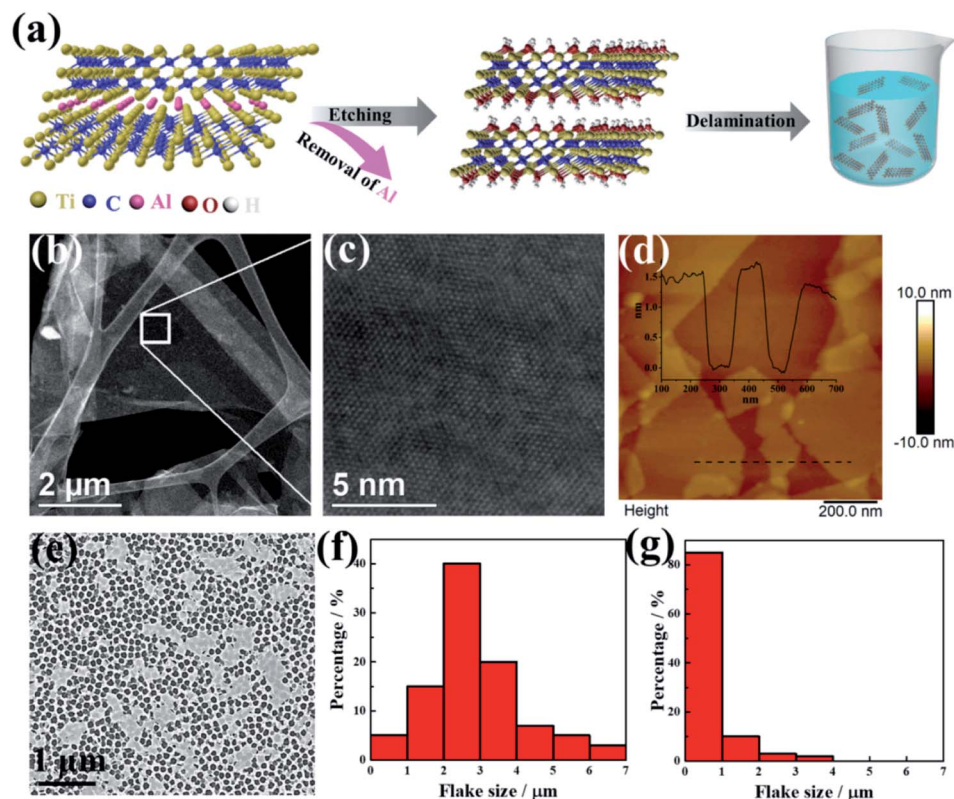 (a)
Etching
Removal of Al
Delamination
Ti C Al O H
(b)
2 µm
(c)
5 nm
(d)
1.5
1.0
0.5
0.0
nm
100 200 300 400 500 600 700
nm
10.0 nm
-10.0 nm
Height
200.0 nm
(e)
1 µm
(f)
40
30
20
10
0
Percentage / %
0 1 2 3 4 5 6 7
Flake size / µm
(g)
80
60
40
20
0
Percentage / %
0 1 2 3 4 5 6 7
Flake size / µm